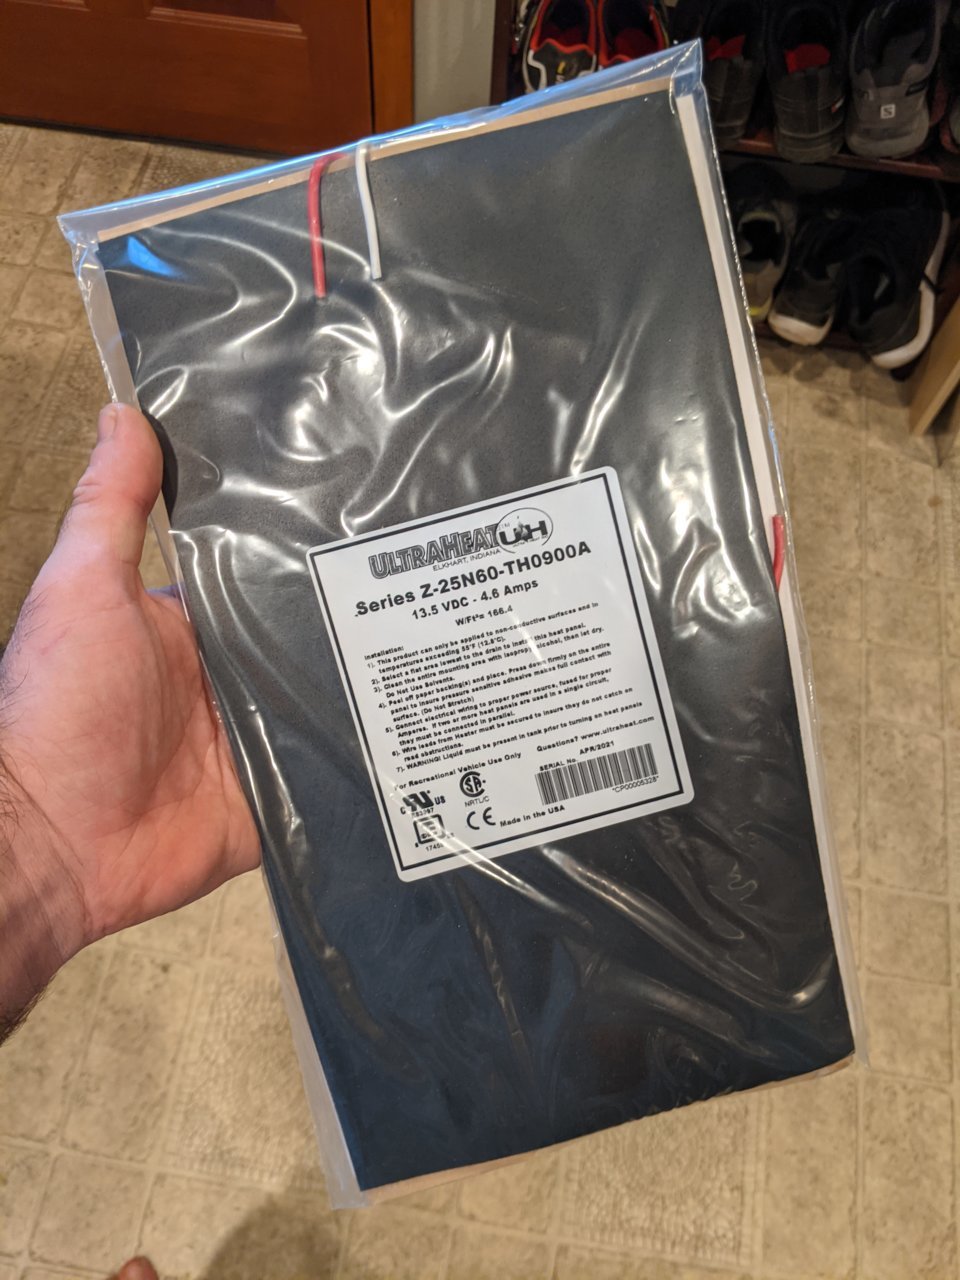 ULTRAHEAT UH
ELKHART, INDIANA
Series Z-25N60-TH0900A
13.5 VDC - 4.6 Amps
W/Ft²= 166.4
Installation:
1). This product can only be applied to non-conductive surfaces and in
temperatures exceeding 55°F (12.8°C).
2). Select a flat area lowest to the drain to install this heat panel.
3). Clean the entire mounting area with isopropyl alcohol, then let dry.
Do Not Use Solvents.
4). Peel off paper backing(s) and place. Press down firmly on the entire
panel to insure pressure sensitive adhesive makes full contact with
surface. (Do Not Stretch)
5). Connect electrical wiring to proper power source, fused for proper
Amperes. If two or more heat panels are used in a single circuit,
they must be connected in parallel.
6). Wire leads from Heater must be secured to insure they do not catch on
road obstructions.
7). WARNING! Liquid must be present in tank prior to turning on heat panels
For Recreational Vehicle Use Only
Questions? www.ultraheat.com
APR/2021
SERIAL No.
*CP00005328*
C US
NRTL/C
CE
Made in the USA